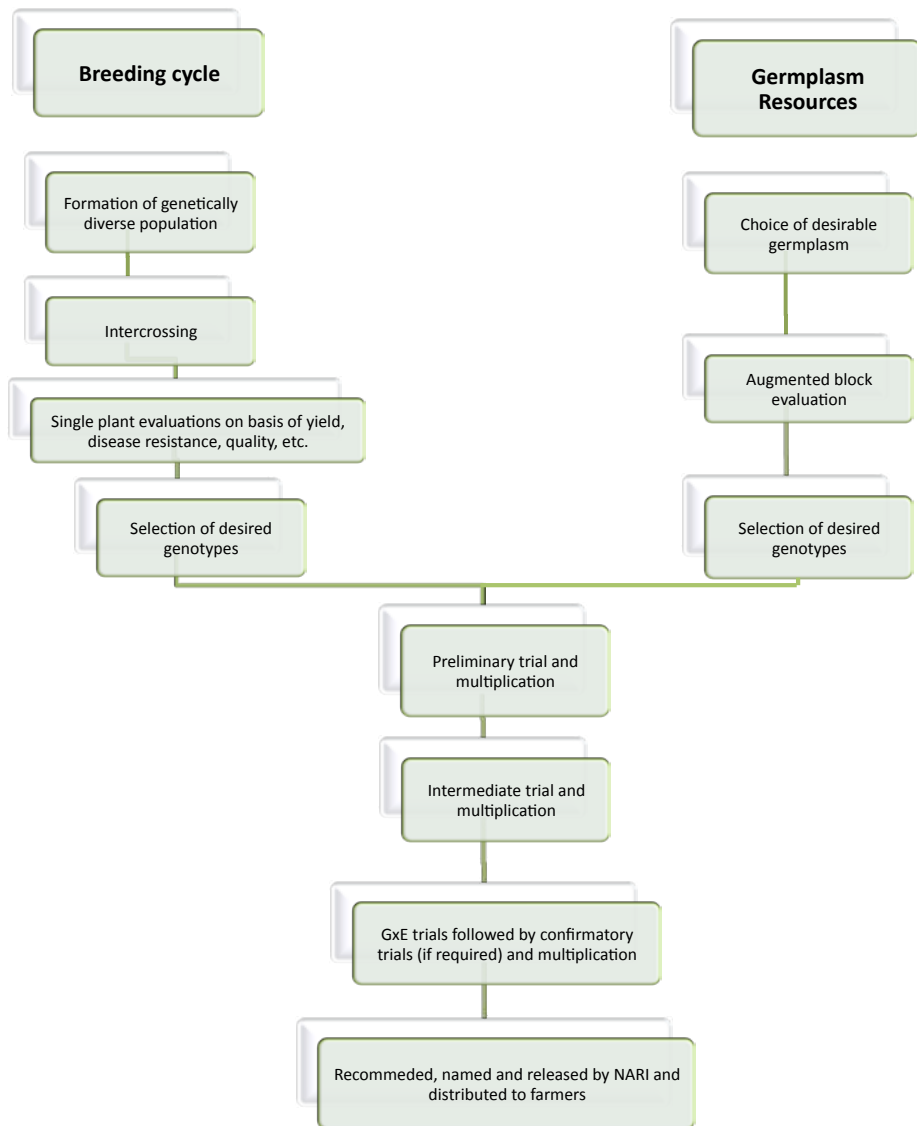 Breeding cycle
Germplasm
Resources
Formation of genetically
diverse population
Choice of desirable
germplasm
Intercrossing
Augmented block
evaluation
Single plant evaluations on basis of yield,
disease resistance, quality, etc.
Selection of desired
genotypes
Selection of desired
genotypes
Preliminary trial and
multiplication
Intermediate trial and
multiplication
GxE trials followed by confirmatory
trials (if required) and multiplication
Recommeded, named and released by NARI and
distributed to farmers